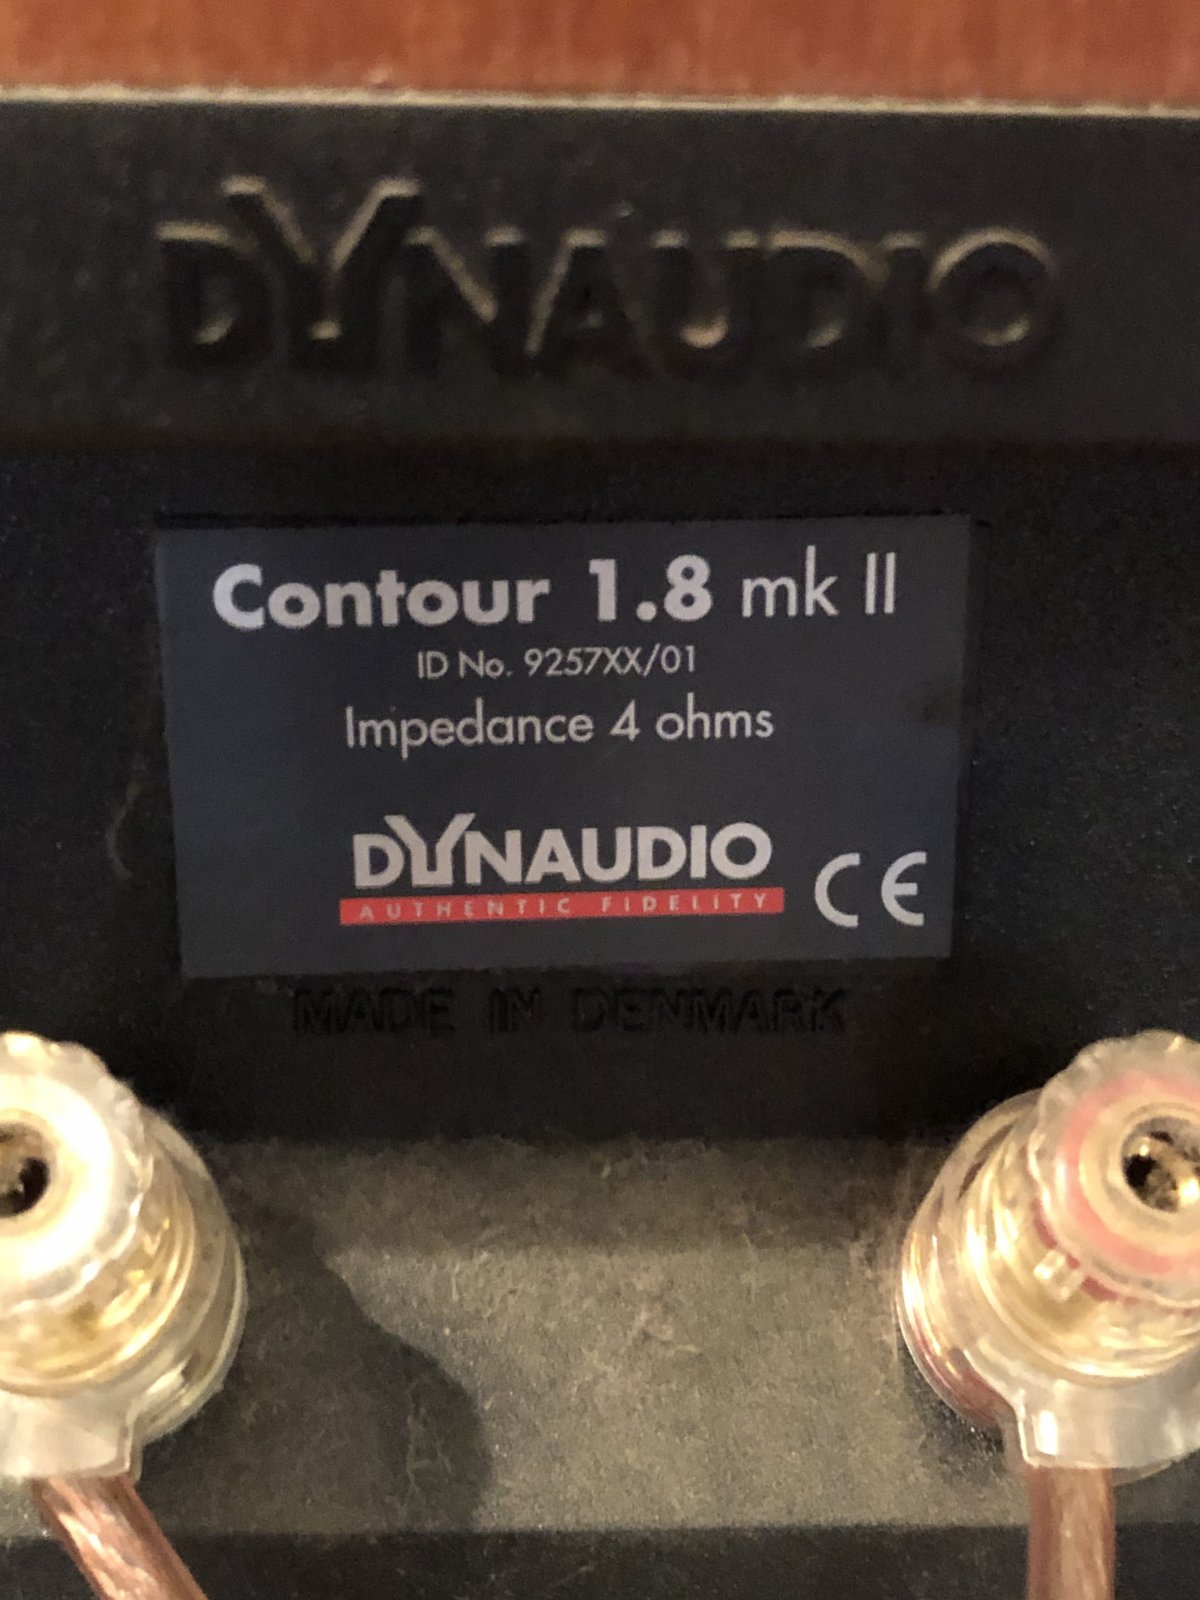 DYNAUDIO
Contour 1.8 mk II
ID No. 9257XX/01
Impedance 4 ohms
DYNAUDIO
AUTHENTIC FIDELITY
CE
MADE IN DENMARK